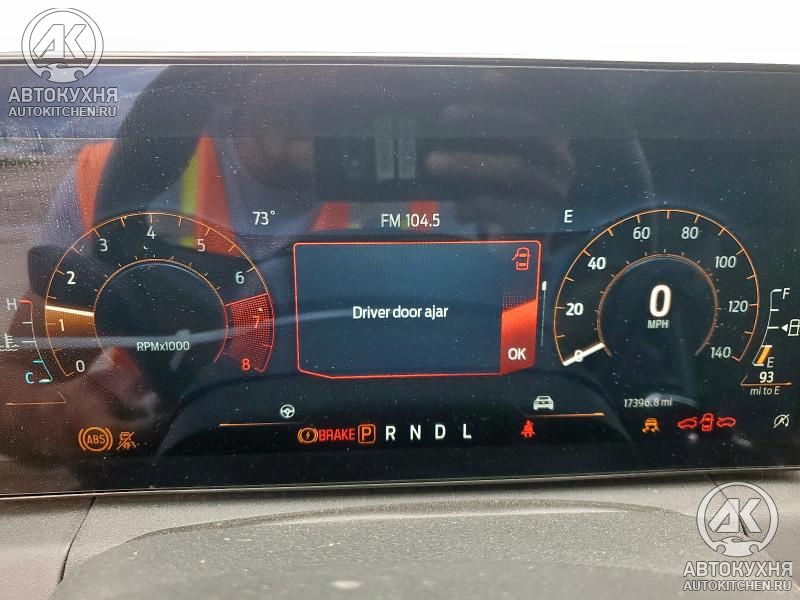 АК
АВТОКУХНЯ
AUTOKITCHEN.RU
73°
FM 104.5
E
0 1 2 3 4 5 6 7 8
RPMx1000
H
C
Driver door ajar
OK
0 20 40 60 80 100 120 140
0
MPH
F
E
93
mi to E
17396.8 mi
ABS
BRAKE P R N D L
A
АК
АВТОКУХНЯ
AUTOKITCHEN.RU